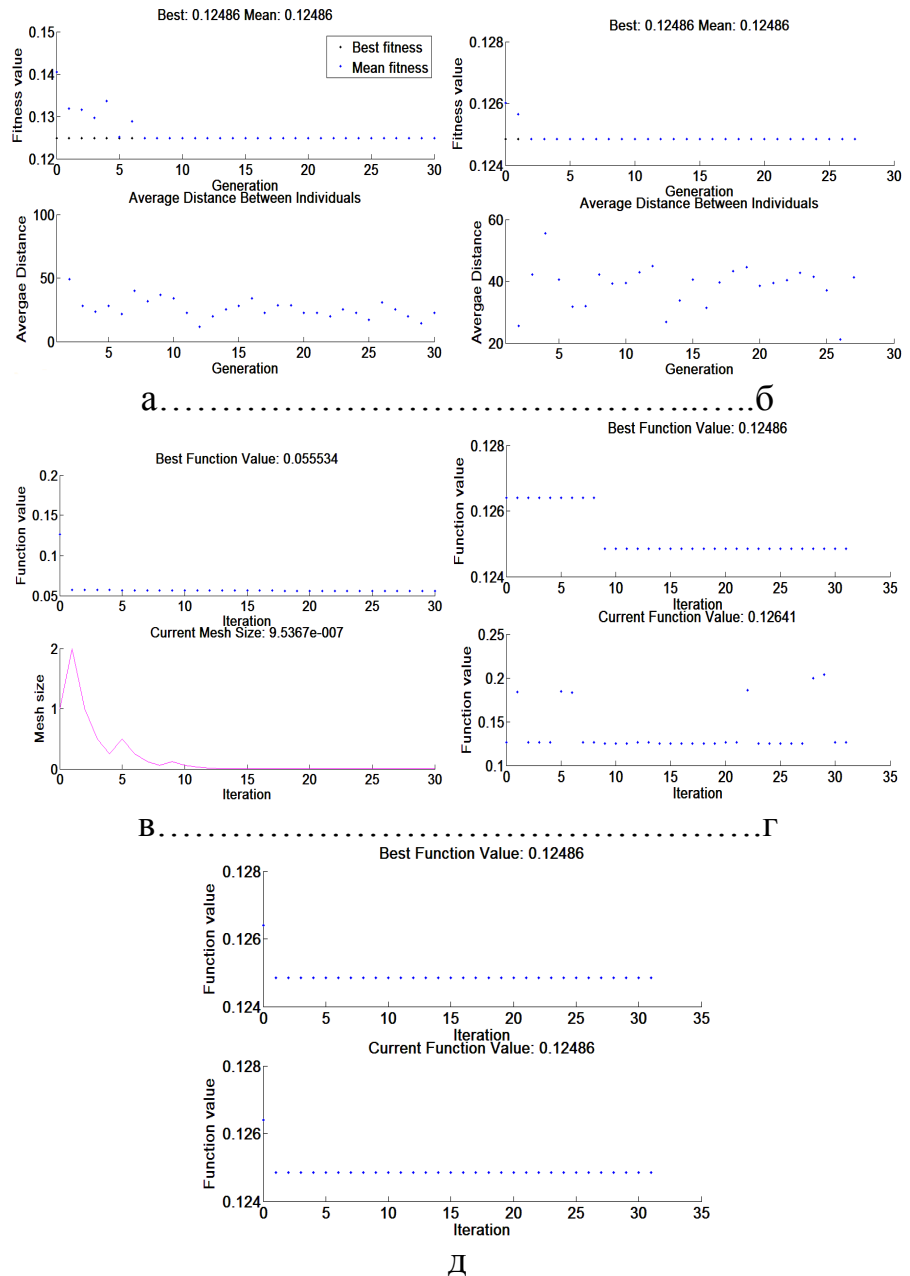 Best: 0.12486 Mean: 0.12486
0.15
0.14
0.13
0.12
Fitness value
Best fitness
Mean fitness
0 5 10 15 20 25 30
Generation
Average Distance Between Individuals
100
50
0
Avergae Distance
0 5 10 15 20 25 30
Generation
Best: 0.12486 Mean: 0.12486
0.128
0.126
0.124
Fitness value
0 5 10 15 20 25 30
Generation
Average Distance Between Individuals
60
40
20
Avergae Distance
5 10 15 20 25 30
Generation
а.......................................................б
Best Function Value: 0.055534
0.2
0.15
0.1
0.05
Function value
0 5 10 15 20 25 30
Iteration
Current Mesh Size: 9.5367e-007
2
1
0
Mesh size
0 5 10 15 20 25 30
Iteration
Best Function Value: 0.12486
0.128
0.126
0.124
Function value
0 5 10 15 20 25 30 35
Iteration
Current Function Value: 0.12641
0.25
0.2
0.15
0.1
Function value
0 5 10 15 20 25 30 35
Iteration
в.......................................................г
Best Function Value: 0.12486
0.128
0.126
0.124
Function value
0 5 10 15 20 25 30 35
Iteration
Current Function Value: 0.12486
0.128
0.126
0.124
Function value
0 5 10 15 20 25 30 35
Iteration
д